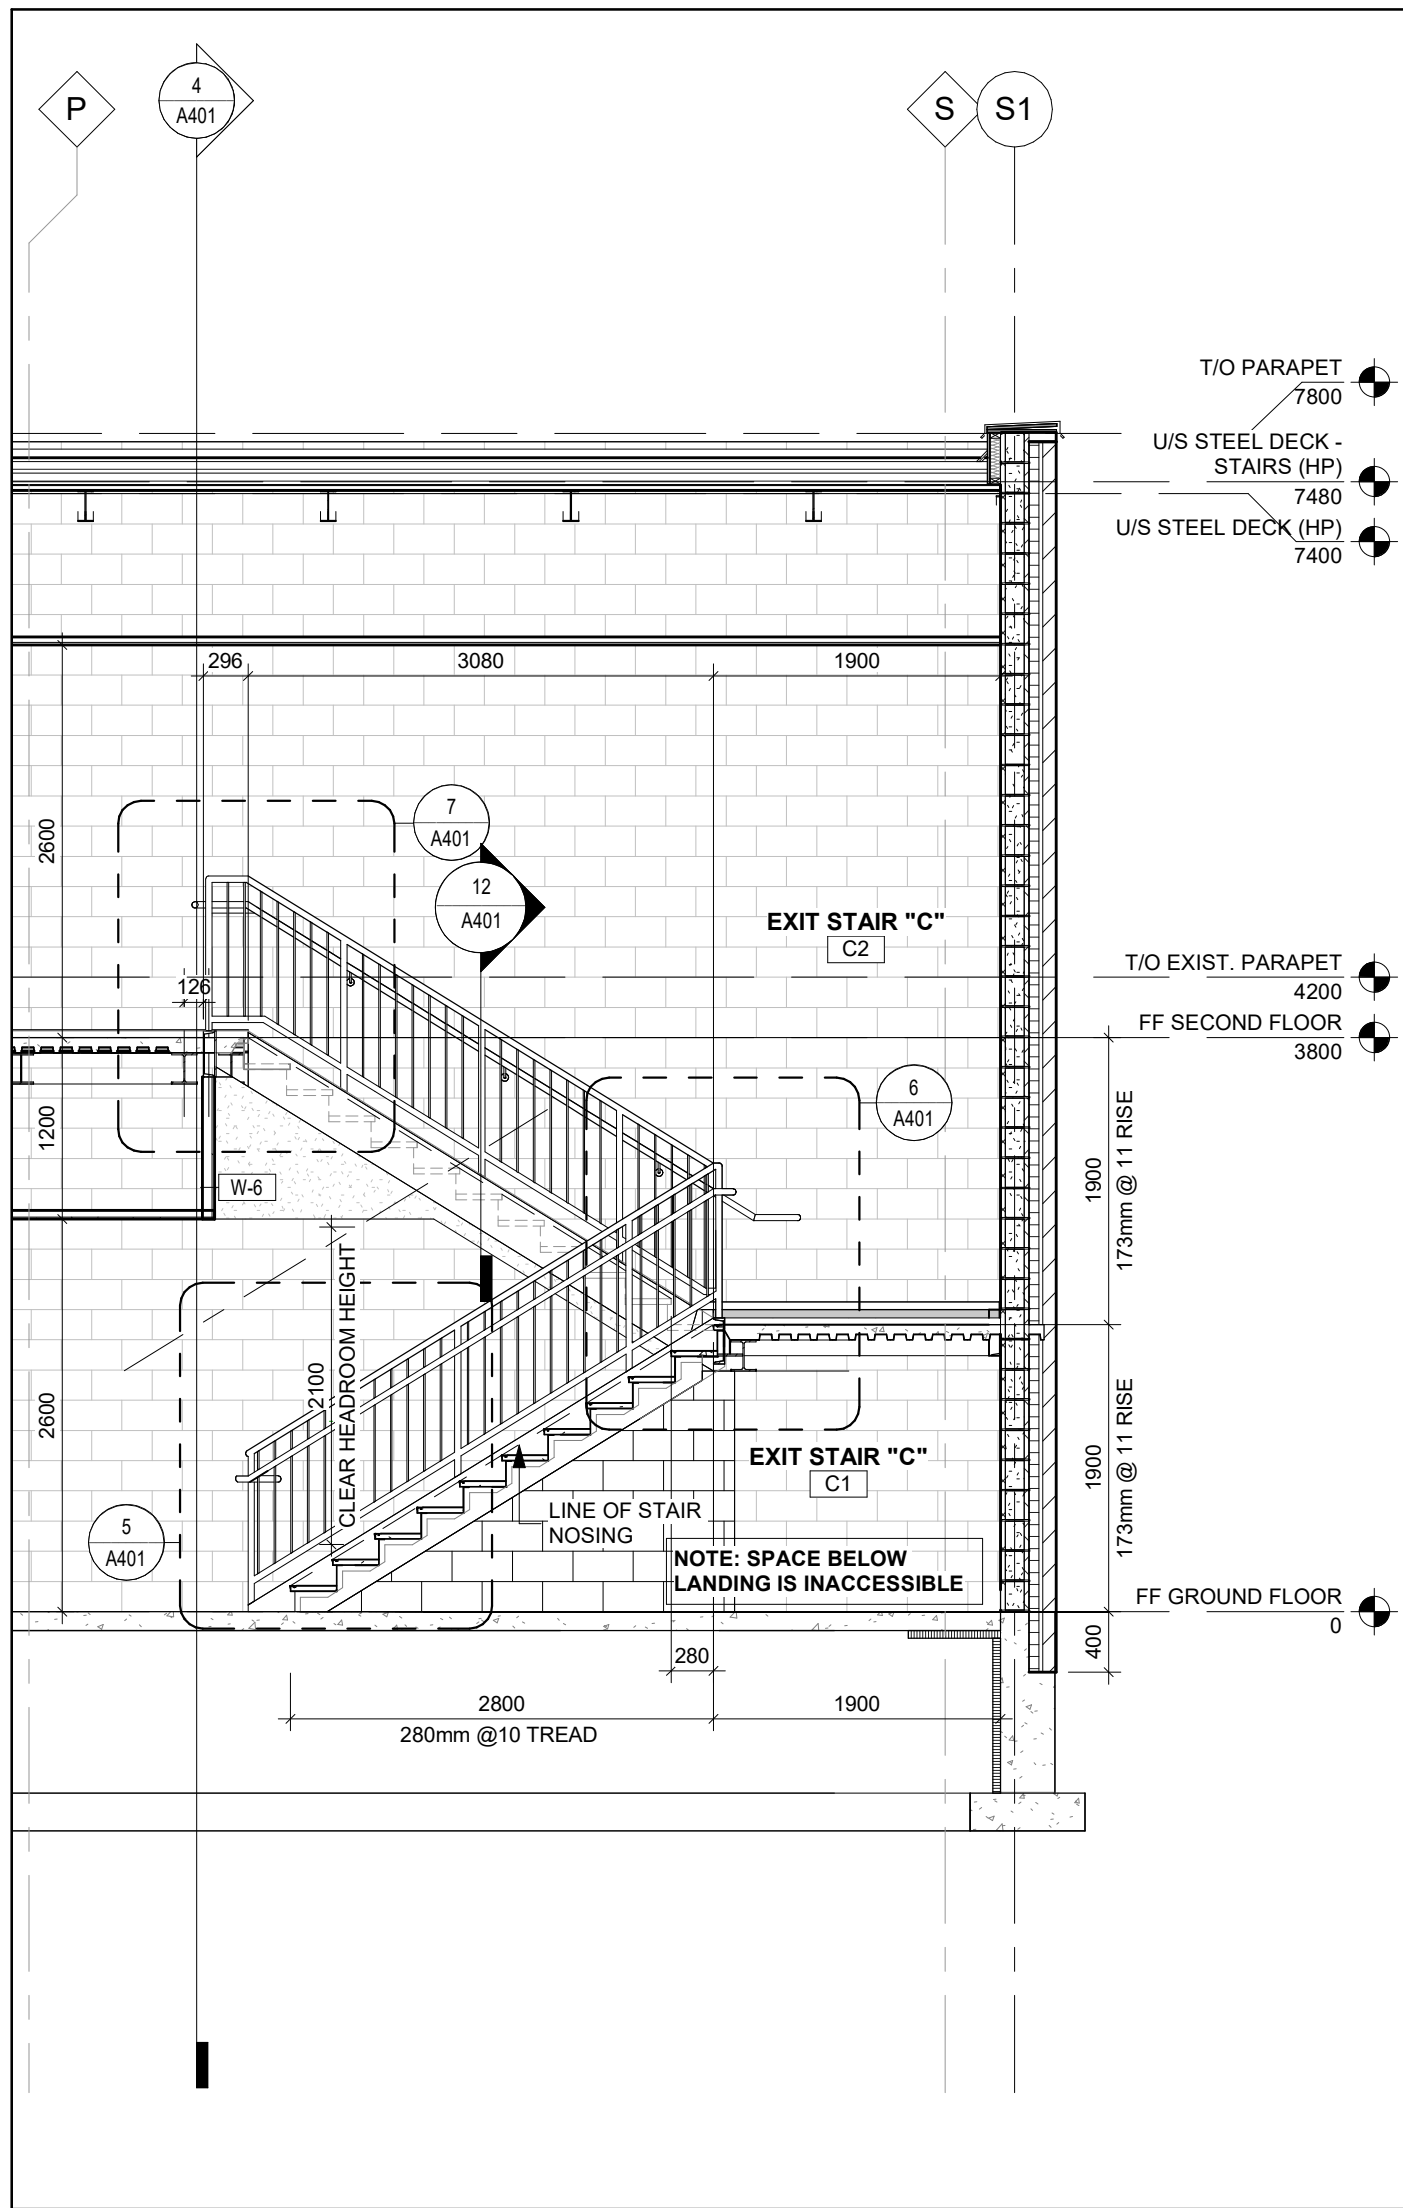 P
4
A401
S
S1
T/O PARAPET
7800
U/S STEEL DECK -
STAIRS (HP)
7480
U/S STEEL DECK (HP)
7400
296
3080
1900
2600
7
A401
12
A401
EXIT STAIR "C"
C2
T/O EXIST. PARAPET
4200
126
FF SECOND FLOOR
3800
6
A401
1200
W-6
1900
173mm @ 11 RISE
2100
CLEAR HEADROOM HEIGHT
2600
1900
173mm @ 11 RISE
EXIT STAIR "C"
C1
LINE OF STAIR
NOSING
5
A401
NOTE: SPACE BELOW
LANDING IS INACCESSIBLE
FF GROUND FLOOR
0
400
280
2800
280mm @10 TREAD
1900